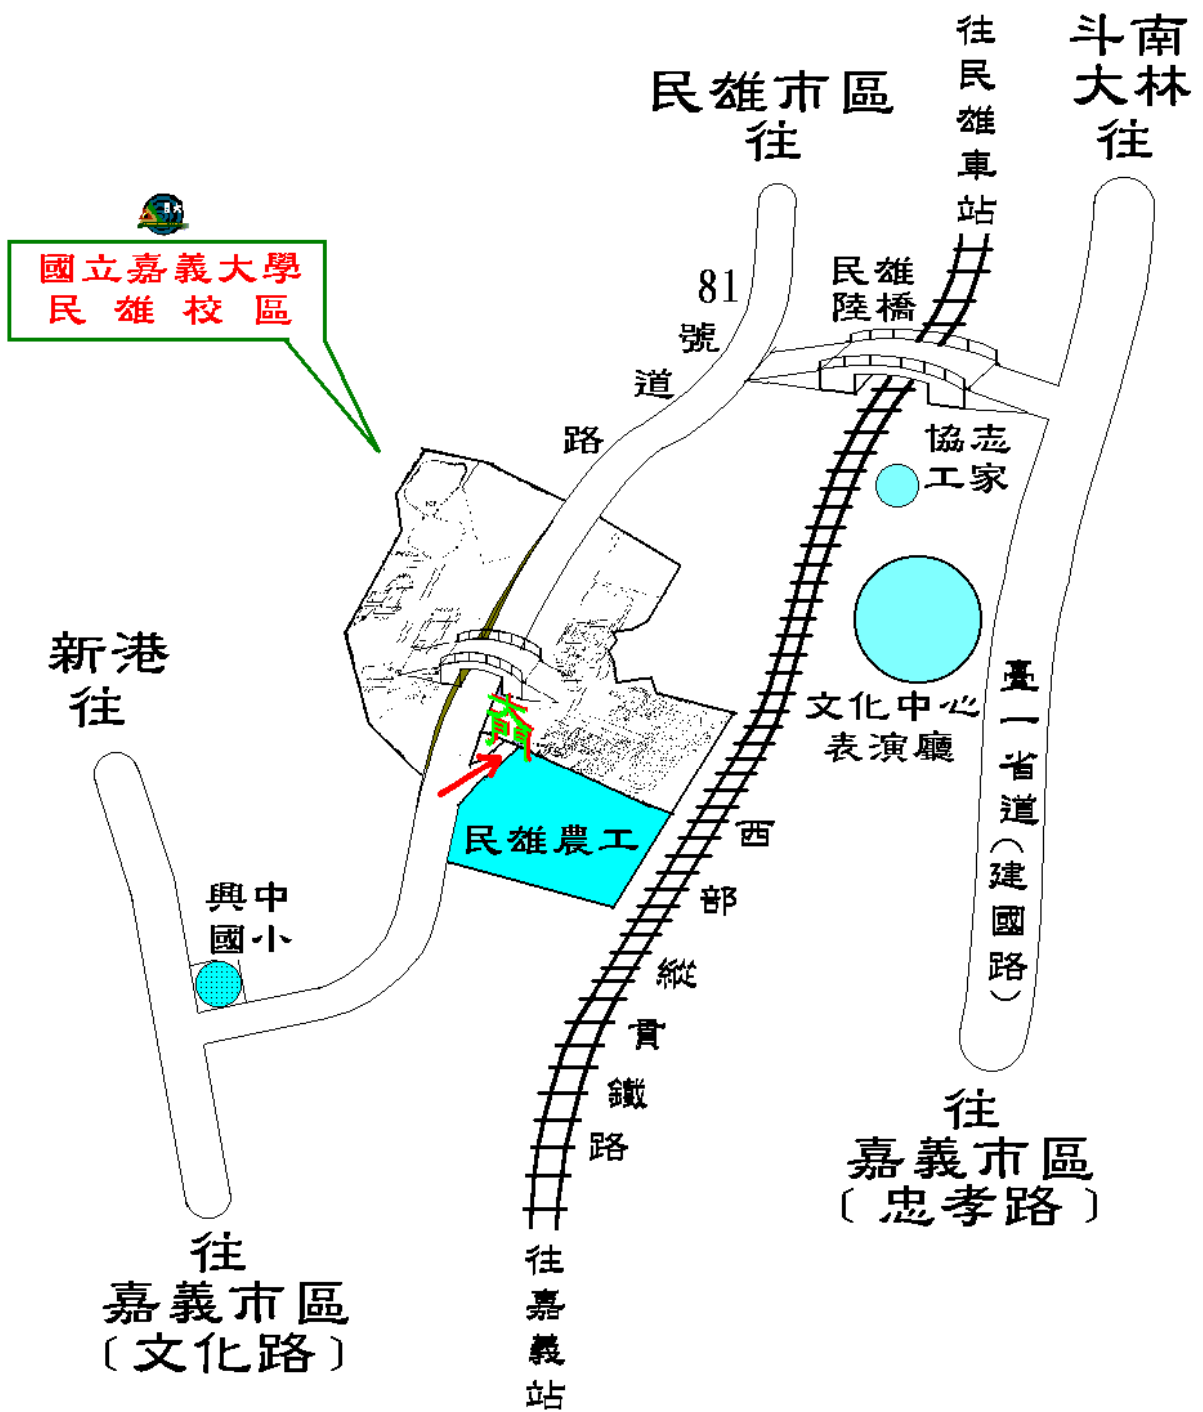 往民雄車站
斗南
大林
往
民雄市區
往
國立嘉義大學
民雄校區
81號道路
民雄
陸橋
協志
工家
文化中心
表演廳
臺一省道(建國路)
新港
往
大門
民雄農工
興中
國小
西部縱貫鐵路
往
嘉義市區
(忠孝路)
往
嘉義市區
(文化路)
往嘉義站